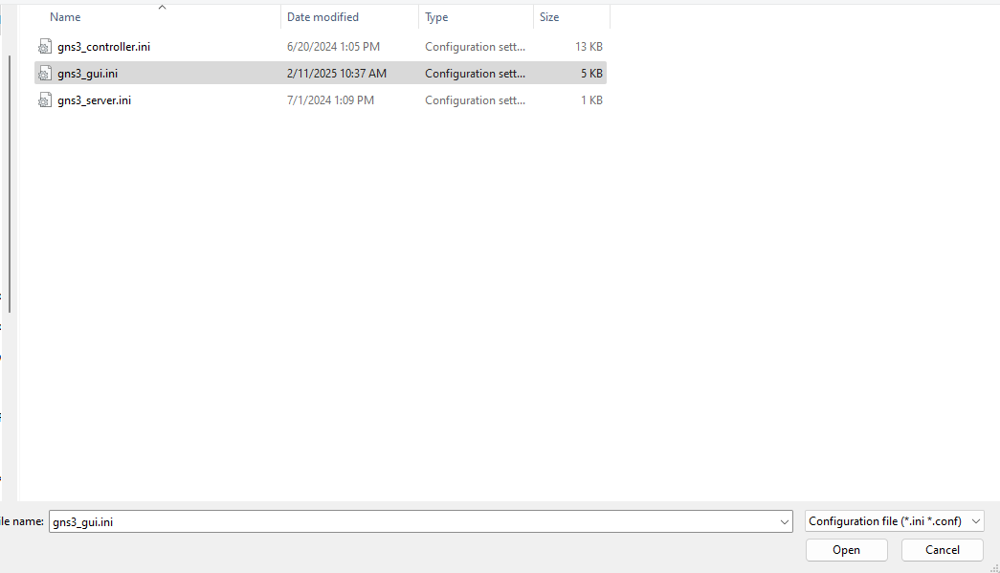 Name Date modified Type Size
gns3_controller.ini 6/20/2024 1:05 PM Configuration sett... 13 KB
gns3_gui.ini 2/11/2025 10:37 AM Configuration sett... 5 KB
gns3_server.ini 7/1/2024 1:09 PM Configuration sett... 1 KB
ile name: gns3_gui.ini Configuration file (*.ini *.conf)
Open Cancel